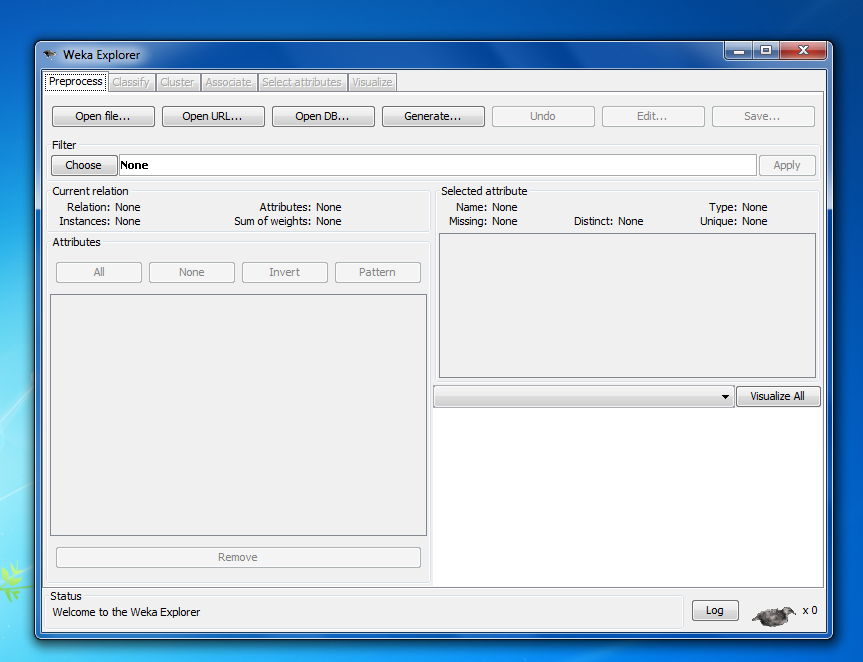 Weka Explorer
Preprocess Classify Cluster Associate Select attributes Visualize
Open file... Open URL... Open DB... Generate... Undo Edit... Save...
Filter
Choose None Apply
Current relation
Relation: None Attributes: None
Instances: None Sum of weights: None
Attributes
All None Invert Pattern
Remove
Selected attribute
Name: None Type: None
Missing: None Distinct: None Unique: None
Visualize All
Status
Welcome to the Weka Explorer
Log x 0